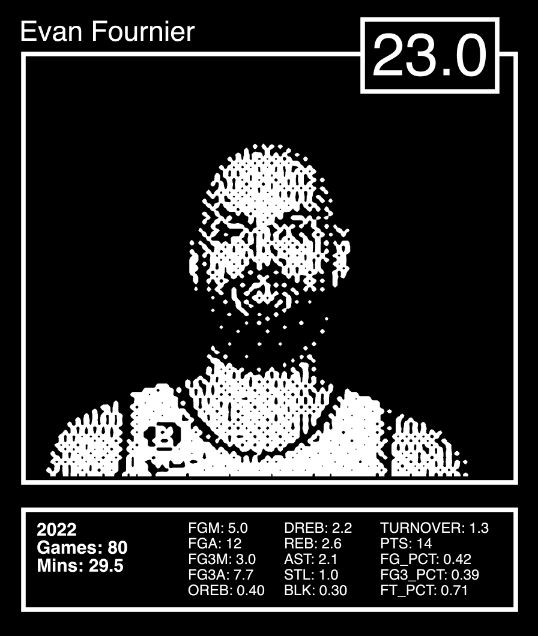 Evan Fournier
23.0
2022
Games: 80
Mins: 29.5
FGM: 5.0
FGA: 12
FG3M: 3.0
FG3A: 7.7
OREB: 0.40
DREB: 2.2
REB: 2.6
AST: 2.1
STL: 1.0
BLK: 0.30
TURNOVER: 1.3
PTS: 14
FG_PCT: 0.42
FG3_PCT: 0.39
FT_PCT: 0.71